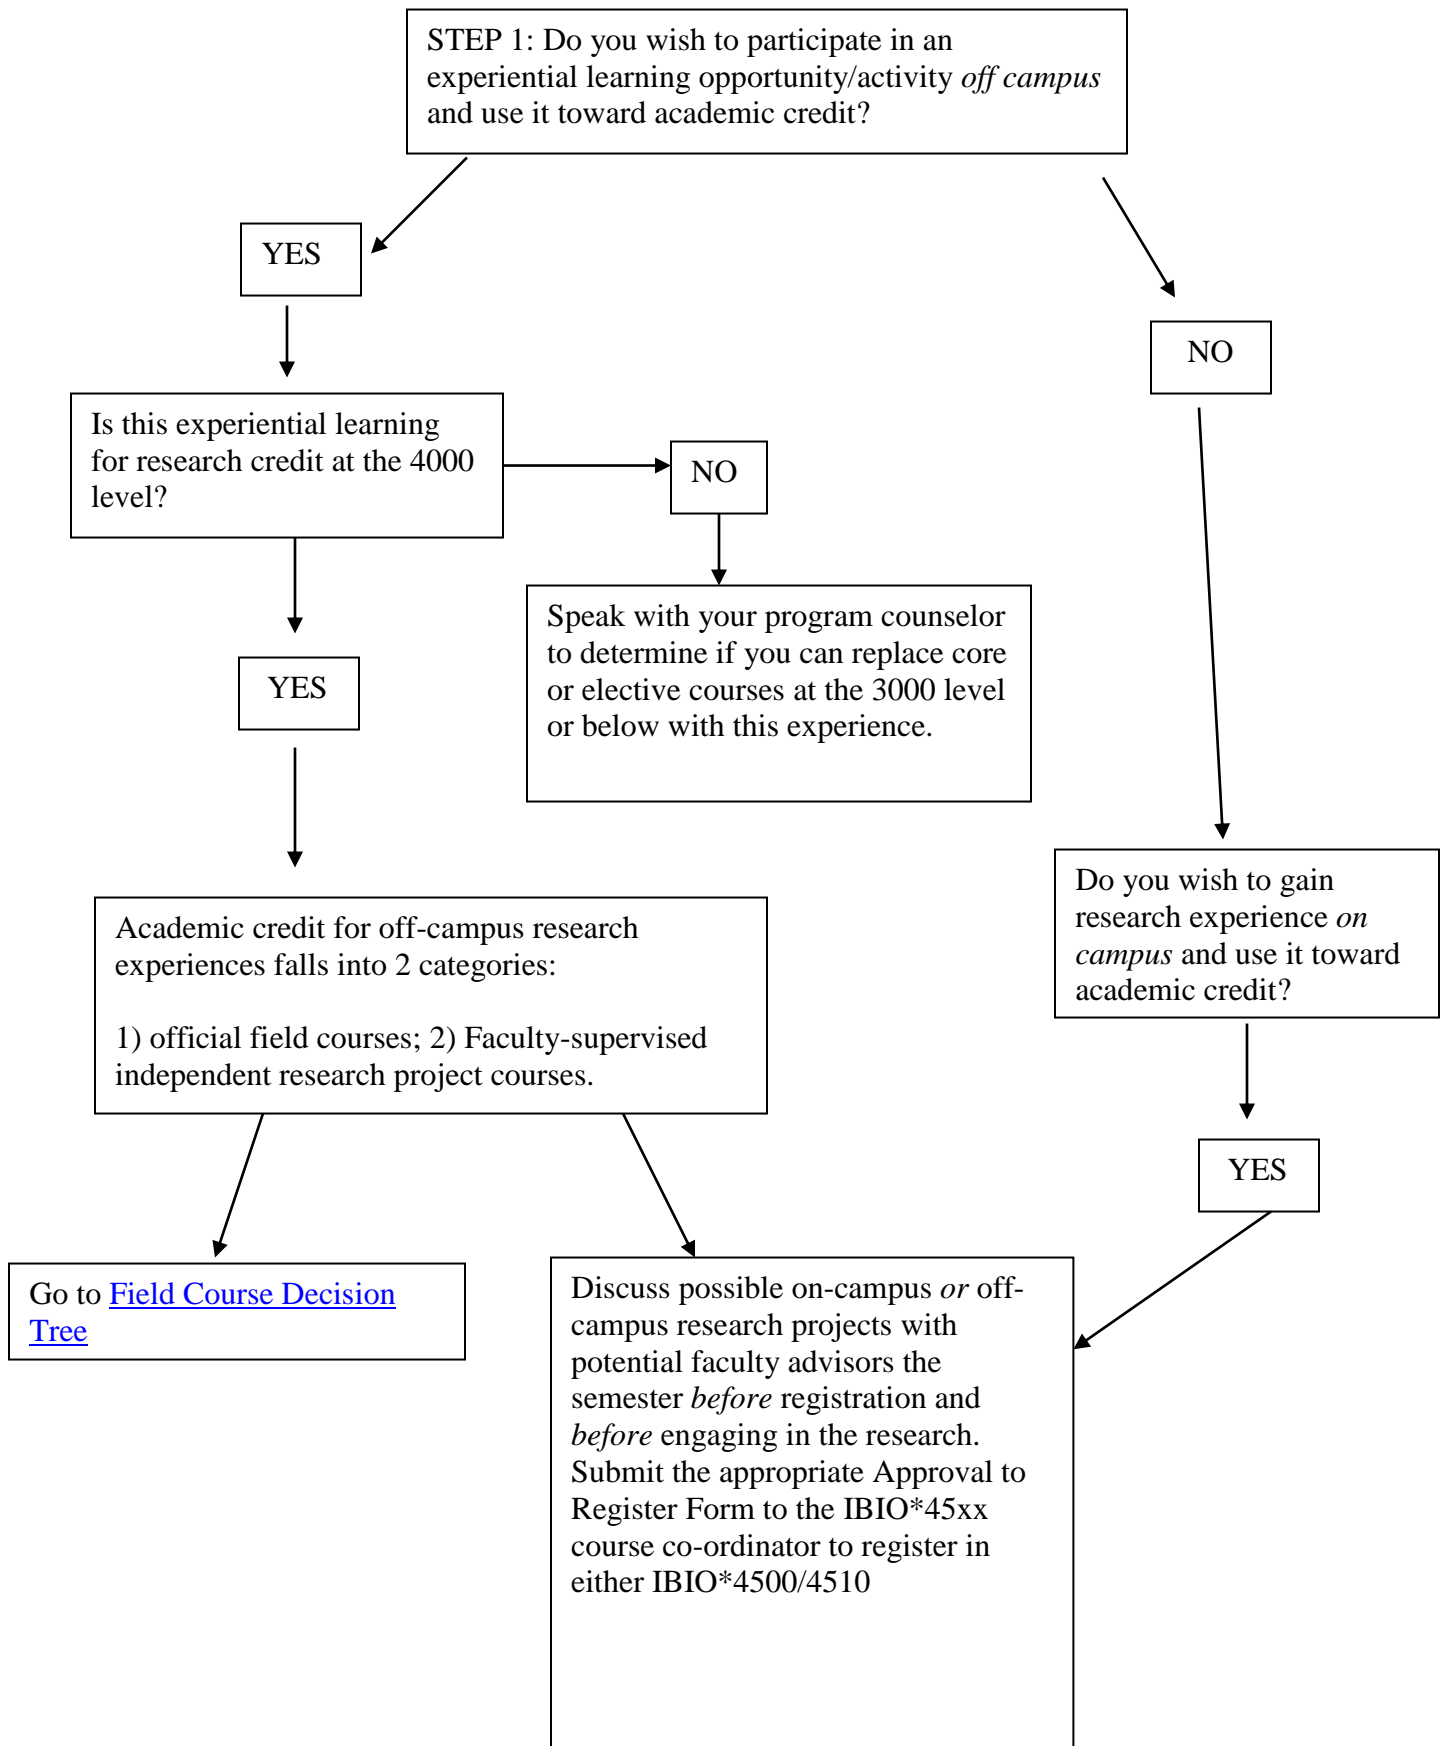 STEP 1: Do you wish to participate in an
experiential learning opportunity/activity off campus
and use it toward academic credit?
YES
NO
Is this experiential learning
for research credit at the 4000
level?
NO
Speak with your program counselor
to determine if you can replace core
or elective courses at the 3000 level
or below with this experience.
YES
Do you wish to gain
research experience on
campus and use it toward
academic credit?
Academic credit for off-campus research
experiences falls into 2 categories:
1) official field courses; 2) Faculty-supervised
independent research project courses.
YES
Go to Field Course Decision
Tree
Discuss possible on-campus or off-
campus research projects with
potential faculty advisors the
semester before registration and
before engaging in the research.
Submit the appropriate Approval to
Register Form to the IBIO*45xx
course co-ordinator to register in
either IBIO*4500/4510